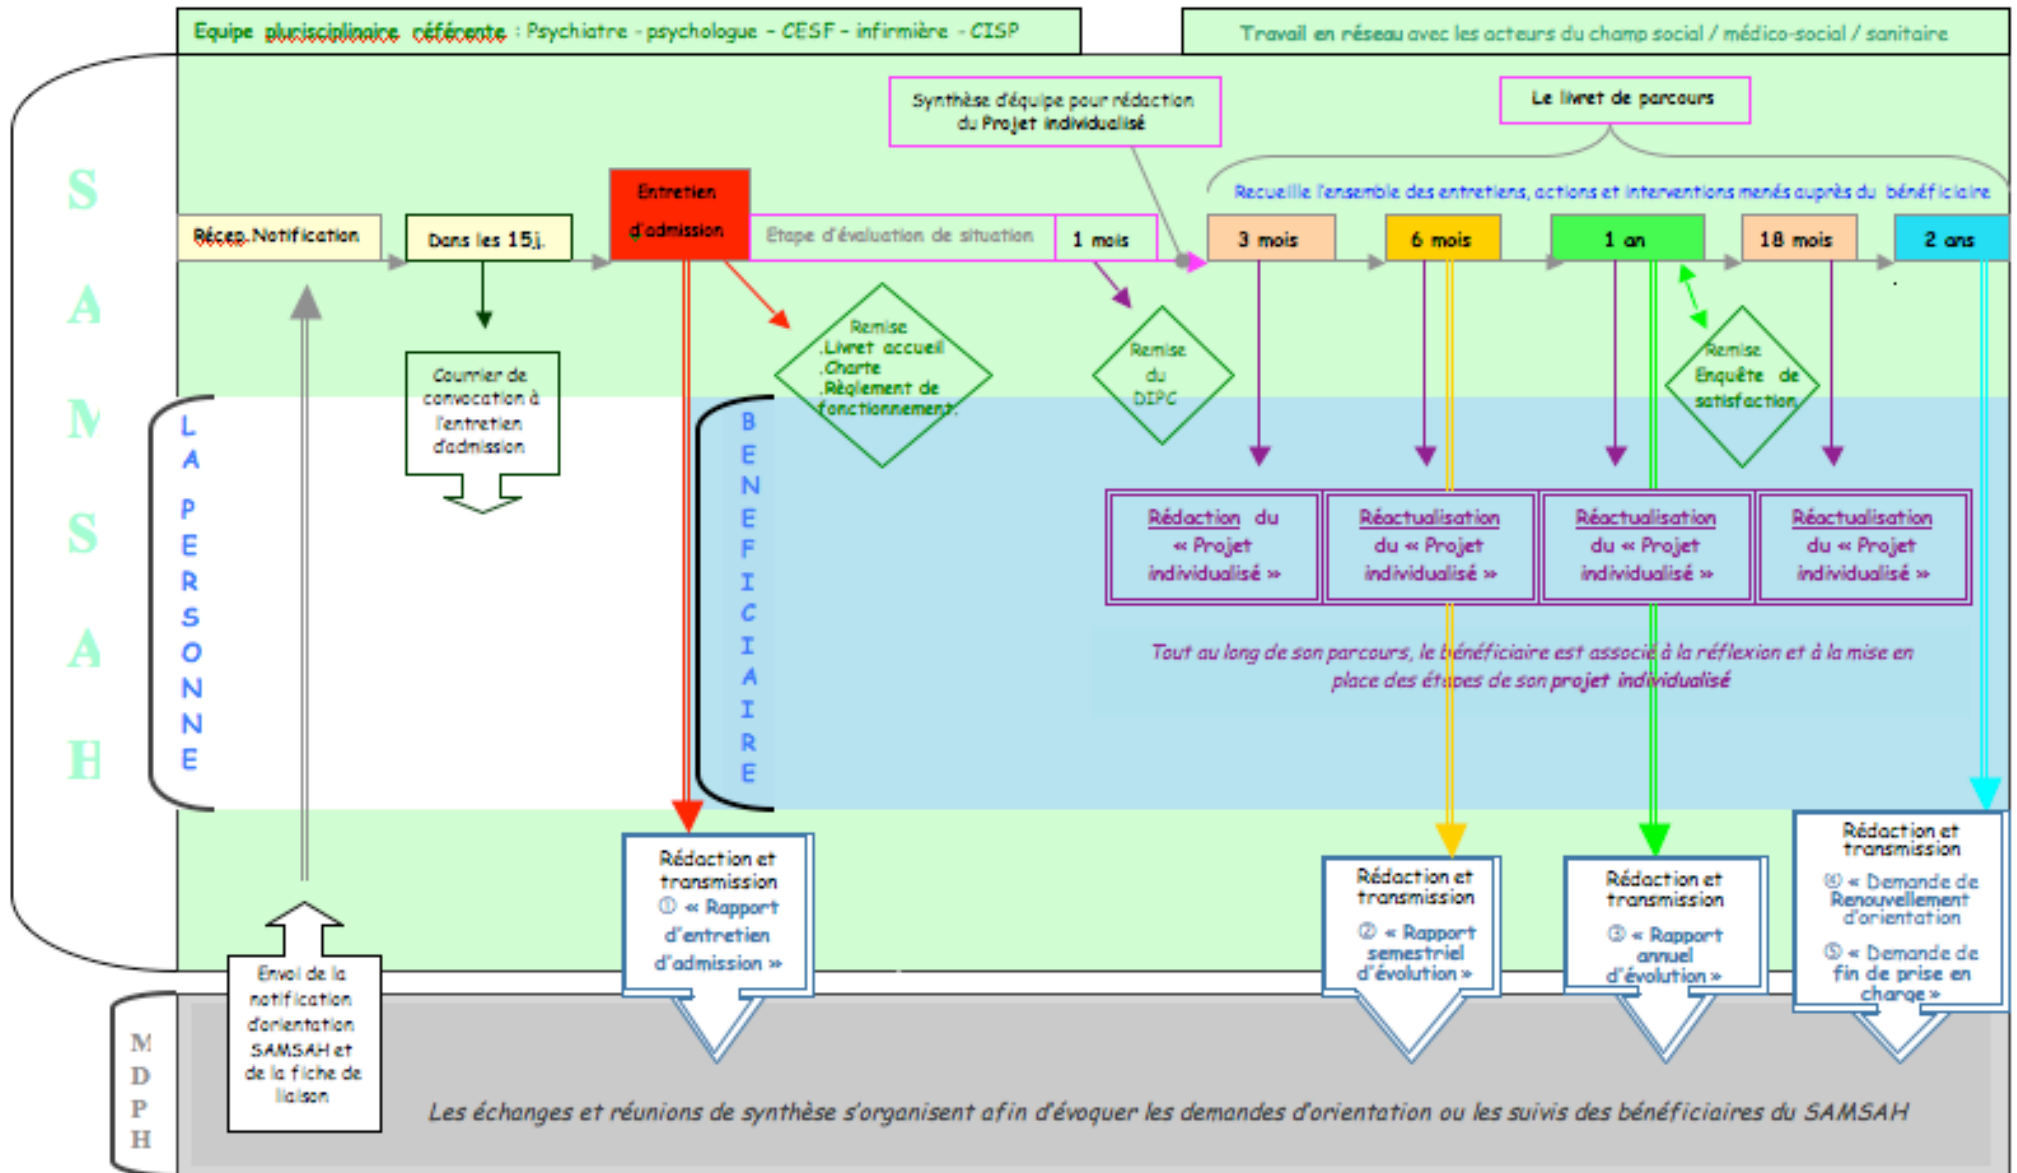 Equipe plurisciplinaire référente : Psychiatre - psychologue – CESF – infirmière - CISP
Travail en réseau avec les acteurs du champ social / médico-social / sanitaire
Synthèse d'équipe pour rédaction
du Projet individualisé
Le livret de parcours
Recueille l'ensemble des entretiens, actions et interventions menés auprès du bénéficiaire
Récep.Notification
Dans les 15j.
Entretien
d'admission
Etape d'évaluation de situation
1 mois
3 mois
6 mois
1 an
18 mois
2 ans
SAMSAH
Courrier de
convocation à
l'entretien
d'admission
Remise
.Livret accueil
.Charte
.Règlement de
fonctionnement.
Remise
du
DIPC
Remise
Enquête de
satisfaction
LA PERSONNE
BENEFICIAIRE
Rédaction du
« Projet
individualisé »
Réactualisation
du « Projet
individualisé »
Réactualisation
du « Projet
individualisé »
Réactualisation
du « Projet
individualisé »
Tout au long de son parcours, le bénéficiaire est associé à la réflexion et à la mise en
place des étapes de son projet individualisé
Rédaction et
transmission
① « Rapport
d'entretien
d'admission »
Rédaction et
transmission
② « Rapport
semestriel
d'évolution »
Rédaction et
transmission
③ « Rapport
annuel
d'évolution »
Rédaction et
transmission
④ « Demande de
Renouvellement
d'orientation
⑤ « Demande de
fin de prise en
charge »
Envoi de la
notification
d'orientation
SAMSAH et
de la fiche de
liaison
MDPH
Les échanges et réunions de synthèse s'organisent afin d'évoquer les demandes d'orientation ou les suivis des bénéficiaires du SAMSAH